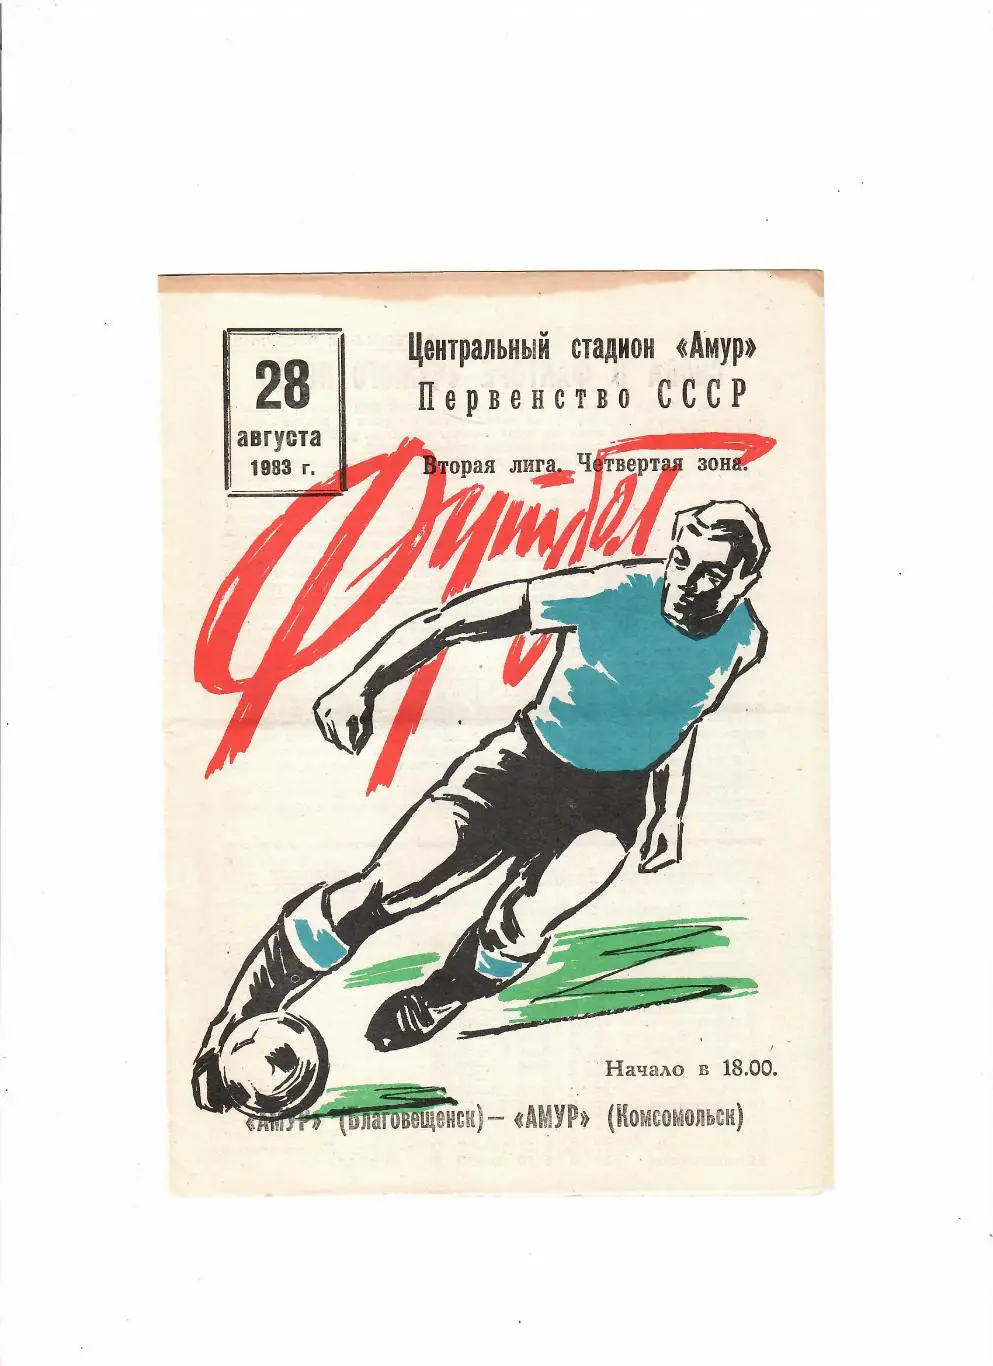 28
августа
1983 г.
Центральный стадион «Амур»
Первенство СССР
Вторая лига. Четвертая зона.
Футбол
Начало в 18.00.
«АМУР» (Благовещенск) — «АМУР» (Комсомольск)